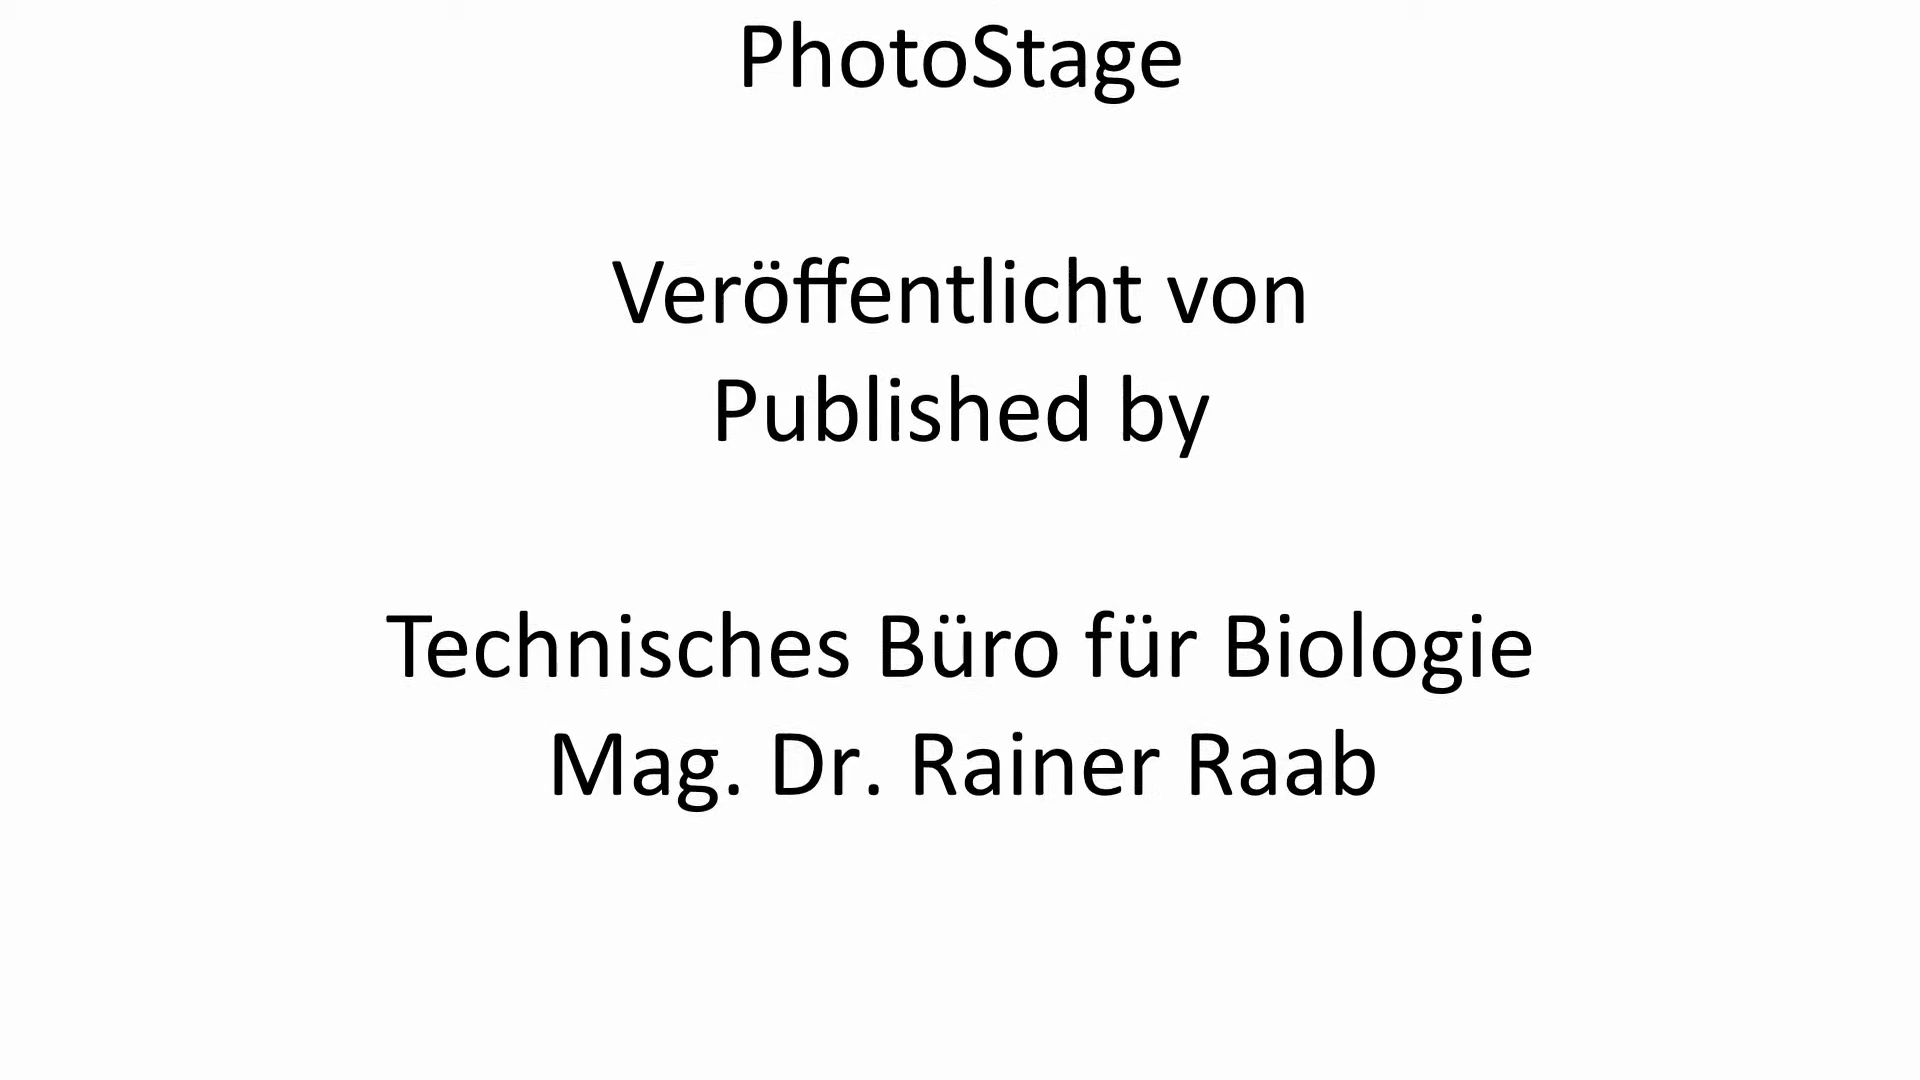 PhotoStage
Veröffentlicht von
Published by
Technisches Büro für Biologie
Mag. Dr. Rainer Raab